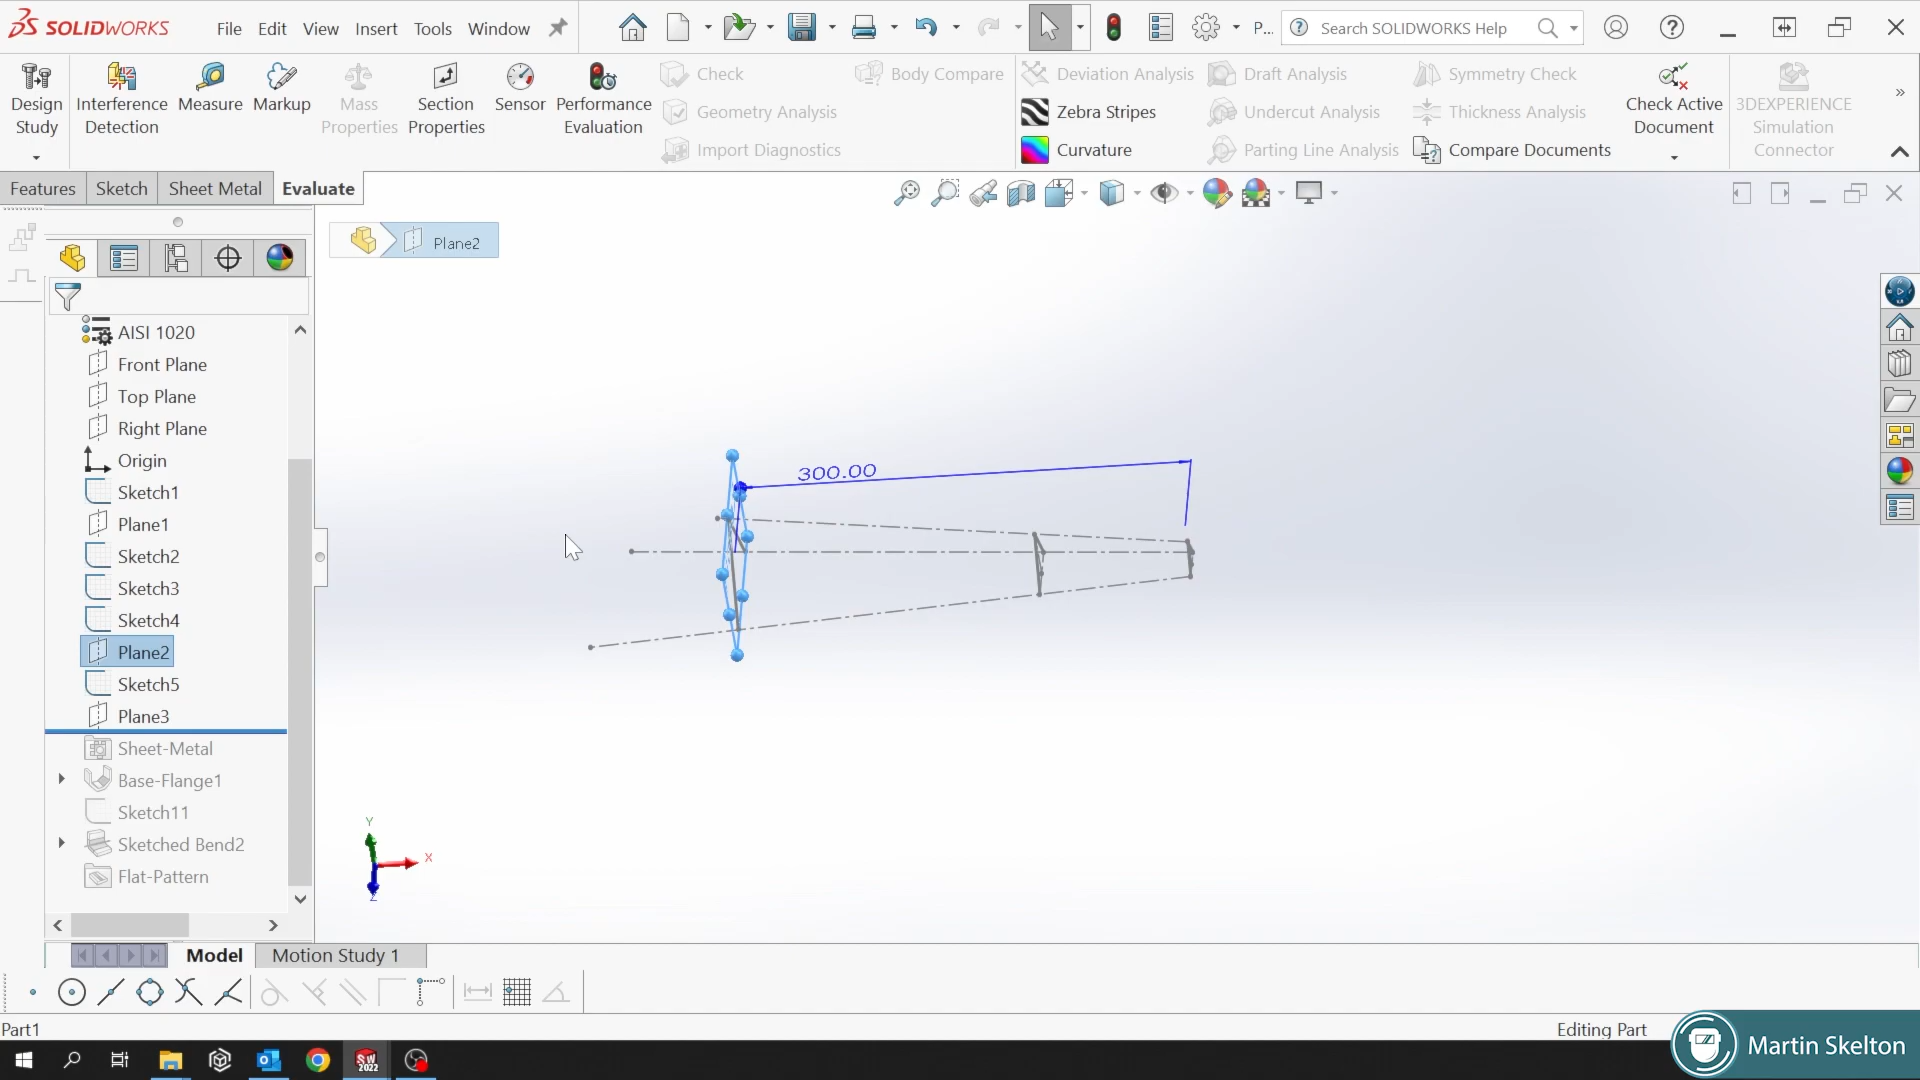 SOLIDWORKS File Edit View Insert Tools Window P... Search SOLIDWORKS Help
Design Study
Interference Detection
Measure
Markup
Mass Properties
Section Properties
Sensor
Performance Evaluation
Check
Geometry Analysis
Import Diagnostics
Body Compare
Deviation Analysis
Zebra Stripes
Curvature
Draft Analysis
Undercut Analysis
Parting Line Analysis
Symmetry Check
Thickness Analysis
Compare Documents
Check Active Document
3DEXPERIENCE Simulation Connector
Features Sketch Sheet Metal Evaluate
Plane2
AISI 1020
Front Plane
Top Plane
Right Plane
Origin
Sketch1
Plane1
Sketch2
Sketch3
Sketch4
Plane2
Sketch5
Plane3
Sheet-Metal
Base-Flange1
Sketch11
Sketched Bend2
Flat-Pattern
300.00
Y
X
Z
Model Motion Study 1
Part1
Editing Part
SW 2022
Martin Skelton